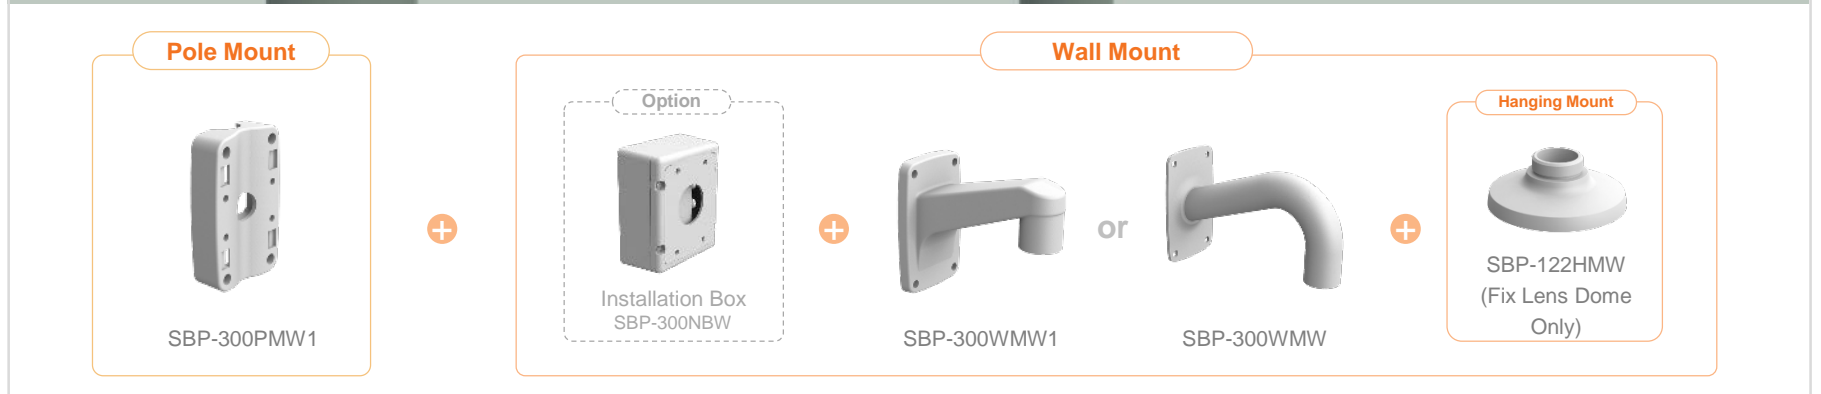 Pole Mount
Wall Mount
Option
Hanging Mount
Installation Box
SBP-300NBW
or
SBP-122HMW
(Fix Lens Dome
Only)
SBP-300PMW1
SBP-300WMW1
SBP-300WMW